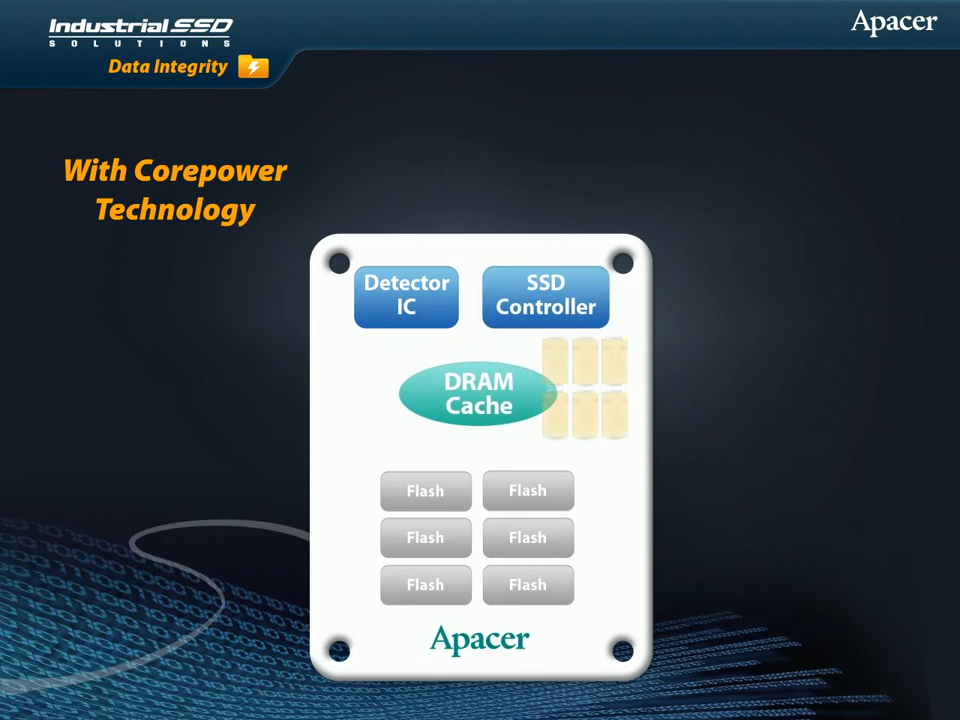 Industrial SSD
SOLUTIONS
Data Integrity
Apacer
With Corepower
Technology
Detector
IC
SSD
Controller
DRAM
Cache
Flash
Flash
Flash
Flash
Flash
Flash
Apacer